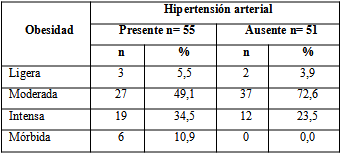 Obesidad Hipertensión arterial
Presente n= 55 Ausente n= 51
n % n %
Ligera 3 5,5 2 3,9
Moderada 27 49,1 37 72,6
Intensa 19 34,5 12 23,5
Mórbida 6 10,9 0 0,0